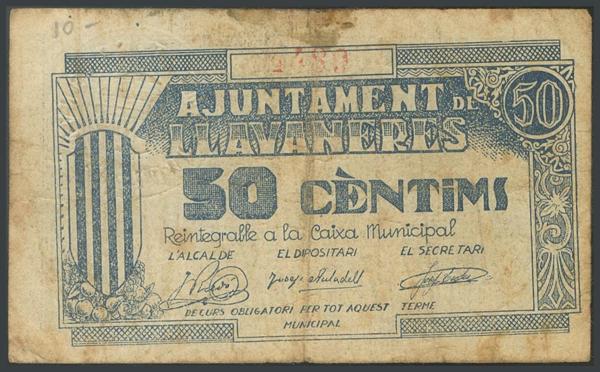 10-
AJUNTAMENT DE
LLAVANERES
50
50 CÈNTIMS
Reintegrable a la Caixa Municipal
L'ALCALDE EL DIPOSITARI EL SECRETARI
DE CURS OBLIGATORI PER TOT AQUEST TERME
MUNICIPAL